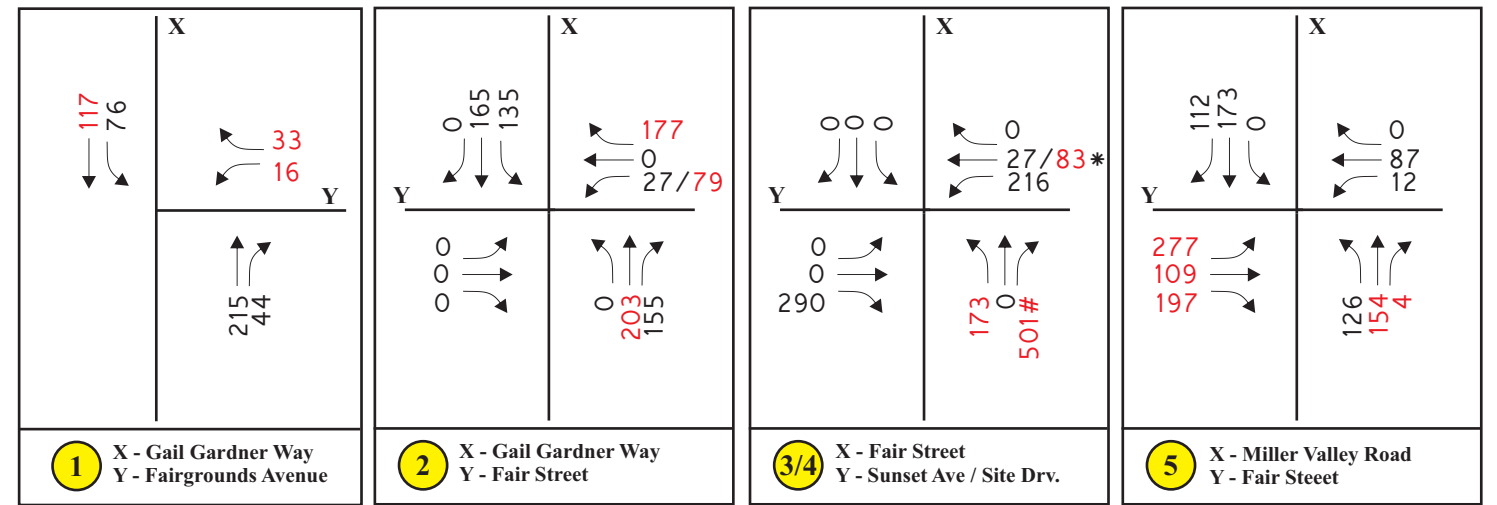 X
117
76
33
16
Y
215
44
1
X - Gail Gardner Way
Y - Fairgrounds Avenue
X
0
165
135
177
0
27/79
Y
0
0
0
0
203
155
2
X - Gail Gardner Way
Y - Fair Street
X
0
0
0
0
27/83*
216
Y
0
0
290
173
0
501#
3/4
X - Fair Street
Y - Sunset Ave / Site Drv.
X
112
173
0
0
87
12
Y
277
109
197
126
154
4
5
X - Miller Valley Road
Y - Fair Steeet